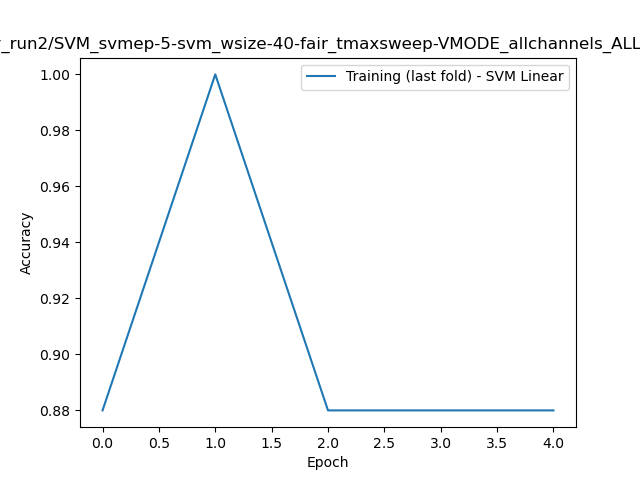 _run2/SVM_svmep-5-svm_wsize-40-fair_tmaxsweep-VMODE_allchannels_ALL
Training (last fold) - SVM Linear
1.00
0.98
0.96
0.94
0.92
0.90
0.88
Accuracy
0.0 0.5 1.0 1.5 2.0 2.5 3.0 3.5 4.0
Epoch